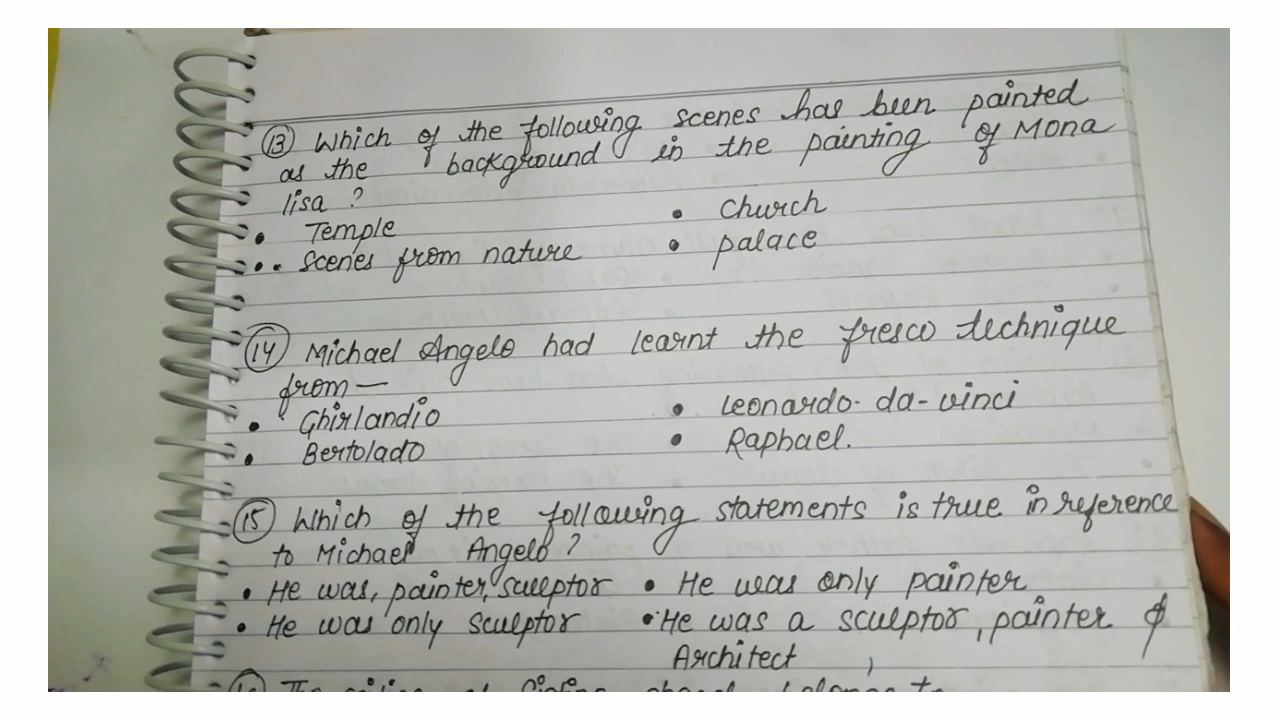 (13) Which of the following scenes has been painted
as the background in the painting of Mona
lisa ?
• Temple • Church
• • • Scenes from nature • palace
(14) Michael Angelo had learnt the fresco technique
from —
• Ghirlandio • Leonardo- da- vinci
• Bertolado • Raphael.
(15) Which of the following statements is true in reference
to Michael Angelo ?
• He was, painter, sculptor • He was only painter
• He was only sculptor • He was a sculptor, painter &
Architect